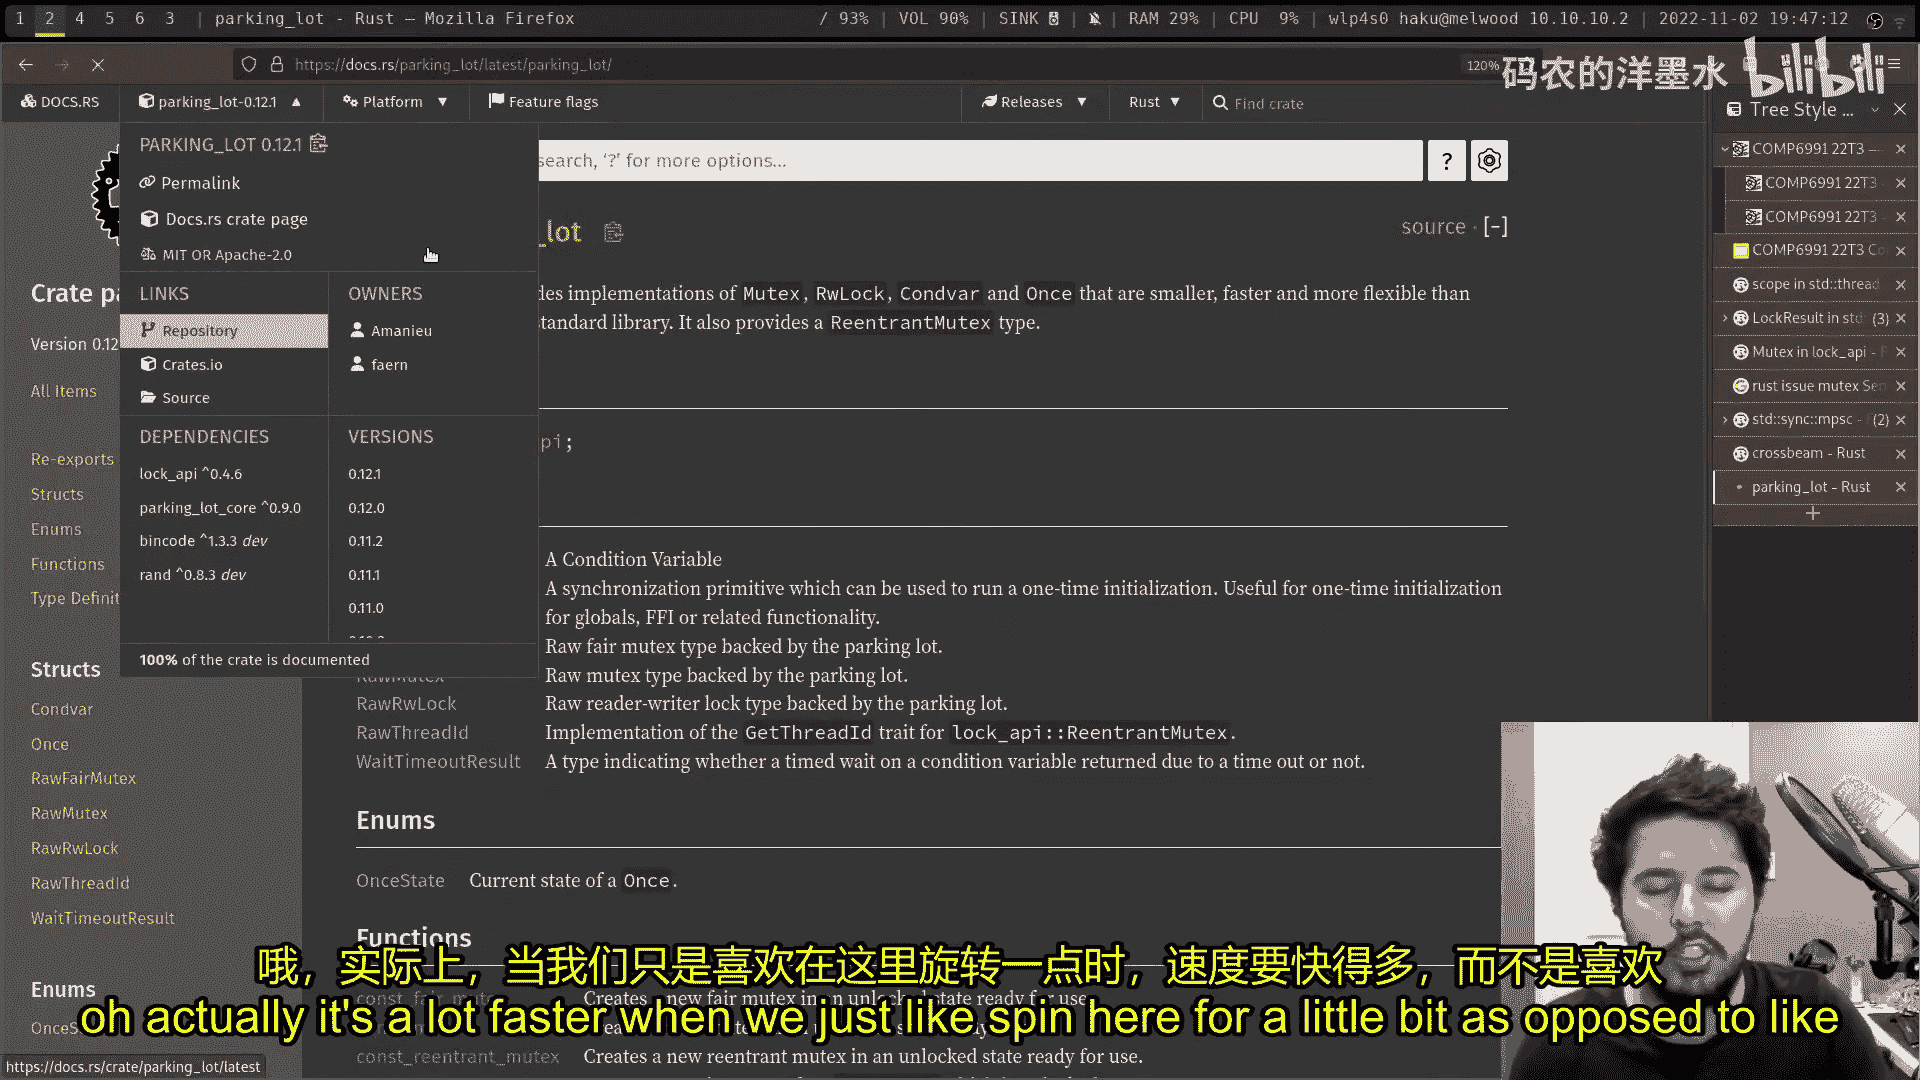 1 2 4 5 6 3 | parking_lot - Rust — Mozilla Firefox
/ 93% | VOL 90% | SINK | | RAM 29% | CPU 9% | wlp4s0 haku@melwood 10.10.10.2 | 2022-11-02 19:47:12
https://docs.rs/parking_lot/latest/parking_lot/
120%
码农的洋墨水 bilibili
DOCS.RS
parking_lot-0.12.1
Platform
Feature flags
Releases
Rust
Find crate
Tree Style ...
PARKING_LOT 0.12.1
Permalink
Docs.rs crate page
MIT OR Apache-2.0
LINKS
Repository
Crates.io
Source
OWNERS
Amanieu
faern
DEPENDENCIES
lock_api ^0.4.6
parking_lot_core ^0.9.0
bincode ^1.3.3 dev
rand ^0.8.3 dev
VERSIONS
0.12.1
0.12.0
0.11.2
0.11.1
0.11.0
100% of the crate is documented
search, ‘?’ for more options...
?
_lot
source · [−]
des implementations of Mutex, RwLock, Condvar and Once that are smaller, faster and more flexible than
tandard library. It also provides a ReentrantMutex type.
pi;
A Condition Variable
A synchronization primitive which can be used to run a one-time initialization. Useful for one-time initialization
for globals, FFI or related functionality.
Raw fair mutex type backed by the parking lot.
RawMutex Raw mutex type backed by the parking lot.
RawRwLock Raw reader-writer lock type backed by the parking lot.
RawThreadId Implementation of the GetThreadId trait for lock_api::ReentrantMutex.
WaitTimeoutResult A type indicating whether a timed wait on a condition variable returned due to a time out or not.
Enums
OnceState Current state of a Once.
Functions
Creates a new fair mutex in an unlocked state ready for use.
const_reentrant_mutex Creates a new reentrant mutex in an unlocked state ready for use.
Crate pa
Version 0.12
All Items
Re-exports
Structs
Enums
Functions
Type Definit
Structs
Condvar
Once
RawFairMutex
RawMutex
RawRwLock
RawThreadId
WaitTimeoutResult
Enums
COMP6991 22T3 —
COMP6991 22T3
COMP6991 22T3
COMP6991 22T3 Co
scope in std::thread
LockResult in std (3)
Mutex in lock_api - R
rust issue mutex Sen
std::sync::mpsc - (2)
crossbeam - Rust
parking_lot - Rust
哦，实际上，当我们只是喜欢在这里旋转一点时，速度要快得多，而不是喜欢
oh actually it's a lot faster when we just like spin here for a little bit as opposed to like
https://docs.rs/crate/parking_lot/latest